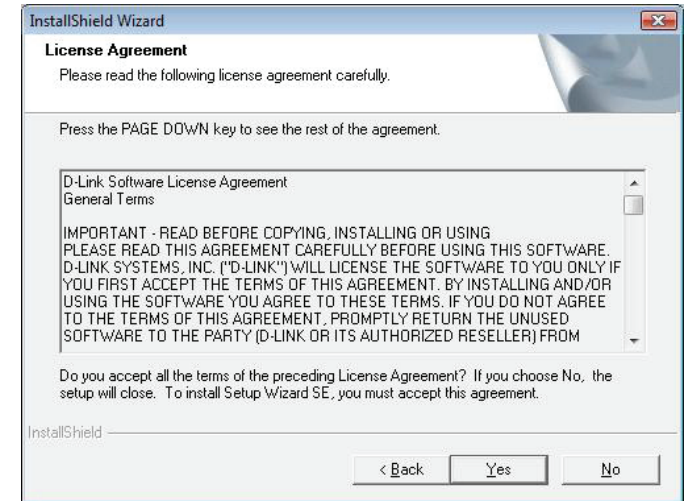 InstallShield Wizard
License Agreement
Please read the following license agreement carefully.
Press the PAGE DOWN key to see the rest of the agreement.
D-Link Software License Agreement
General Terms
IMPORTANT - READ BEFORE COPYING, INSTALLING OR USING
PLEASE READ THIS AGREEMENT CAREFULLY BEFORE USING THIS SOFTWARE.
D-LINK SYSTEMS, INC. ("D-LINK") WILL LICENSE THE SOFTWARE TO YOU ONLY IF
YOU FIRST ACCEPT THE TERMS OF THIS AGREEMENT. BY INSTALLING AND/OR
USING THE SOFTWARE YOU AGREE TO THESE TERMS. IF YOU DO NOT AGREE
TO THE TERMS OF THIS AGREEMENT, PROMPTLY RETURN THE UNUSED
SOFTWARE TO THE PARTY (D-LINK OR ITS AUTHORIZED RESELLER) FROM
Do you accept all the terms of the preceding License Agreement? If you choose No, the
setup will close. To install Setup Wizard SE, you must accept this agreement.
InstallShield
< Back Yes No